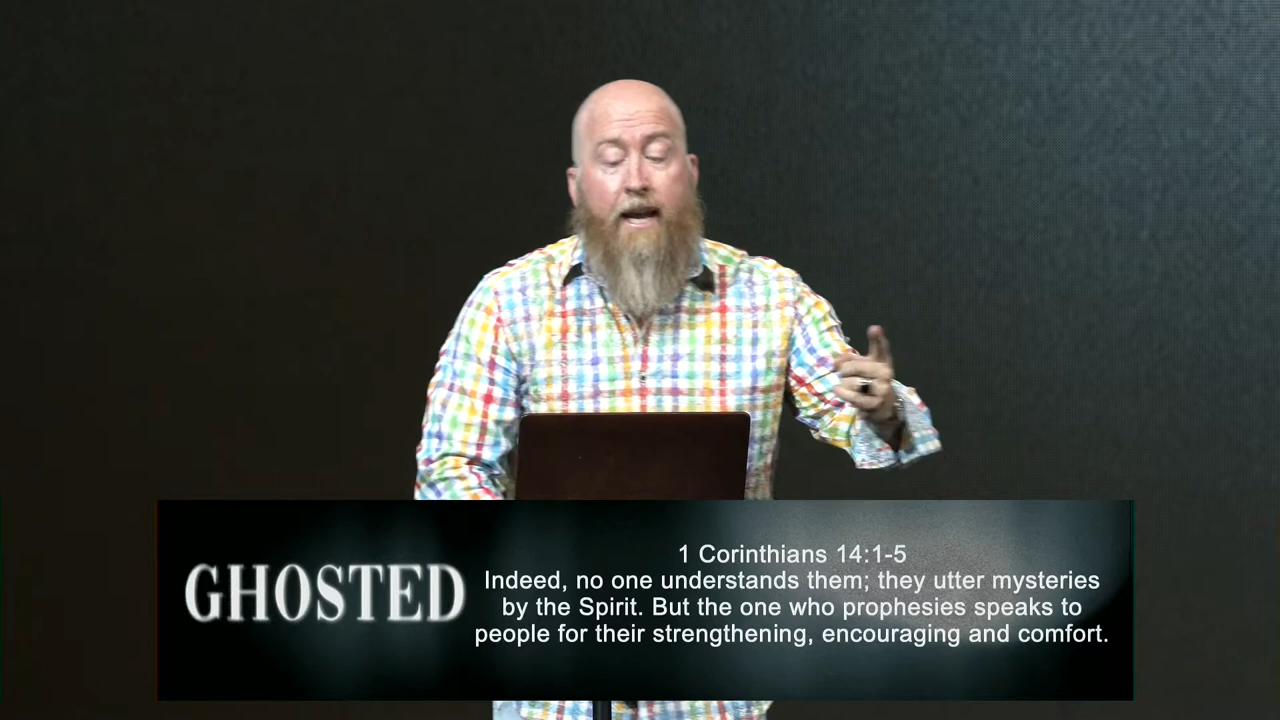 GHOSTED
1 Corinthians 14:1-5
Indeed, no one understands them; they utter mysteries
by the Spirit. But the one who prophesies speaks to
people for their strengthening, encouraging and comfort.